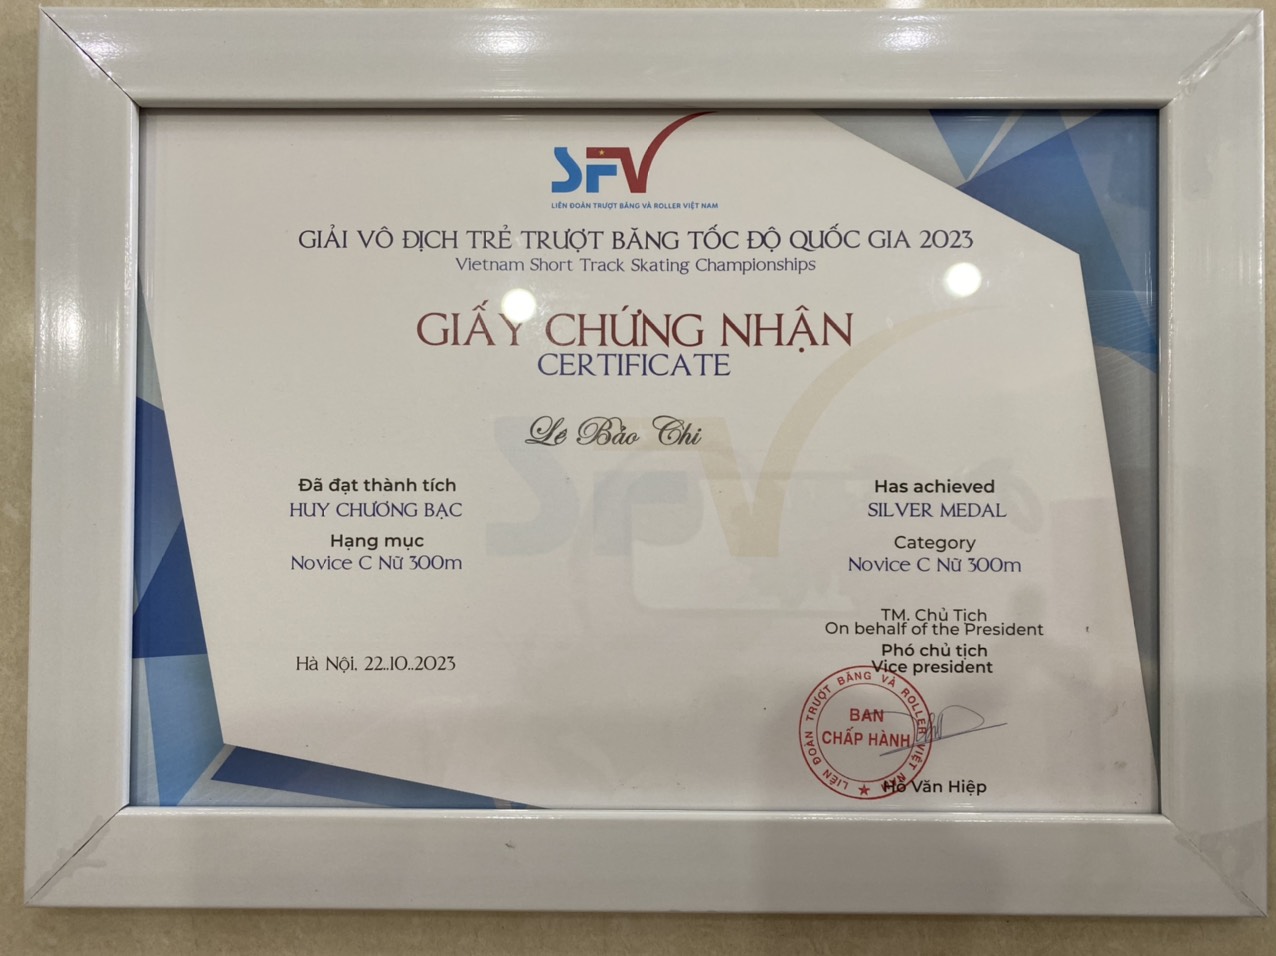 SFV
LIÊN ĐOÀN TRƯỢT BĂNG VÀ ROLLER VIỆT NAM
GIẢI VÔ ĐỊCH TRẺ TRƯỢT BĂNG TỐC ĐỘ QUỐC GIA 2023
Vietnam Short Track Skating Championships
GIẤY CHỨNG NHẬN
CERTIFICATE
Lê Bảo Chi
Đã đạt thành tích
HUY CHƯƠNG BẠC
Hạng mục
Novice C Nữ 300m
Has achieved
SILVER MEDAL
Category
Novice C Nữ 300m
Hà Nội. 22..10..2023
TM. Chủ Tịch
On behalf of the President
Phó chủ tịch
Vice president
LIÊN ĐOÀN TRƯỢT BĂNG VÀ ROLLER VIỆT NAM
BAN
CHẤP HÀNH
Hồ Văn Hiệp